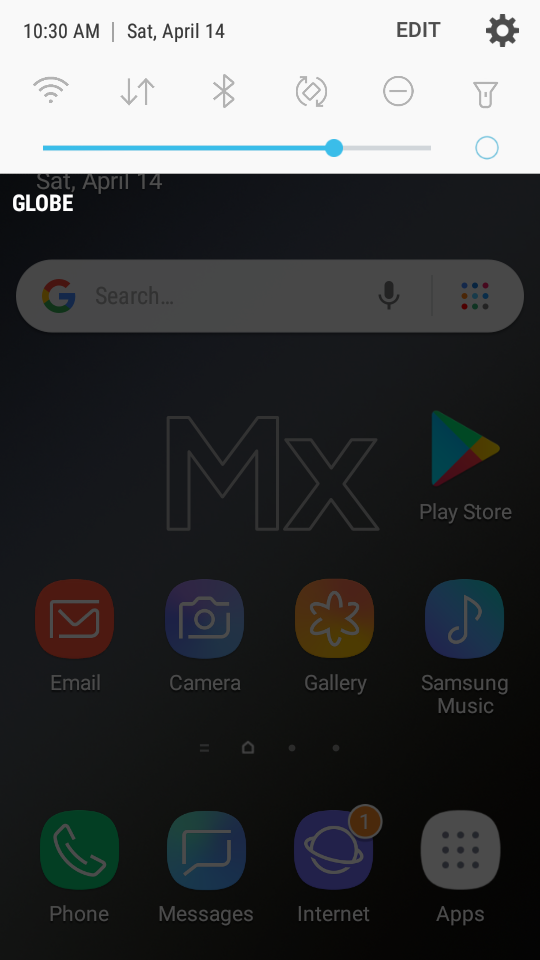 10:30 AM | Sat, April 14 EDIT
Sat, April 14
GLOBE
Search...
Mx
Play Store
Email Camera Gallery Samsung Music
1
Phone Messages Internet Apps